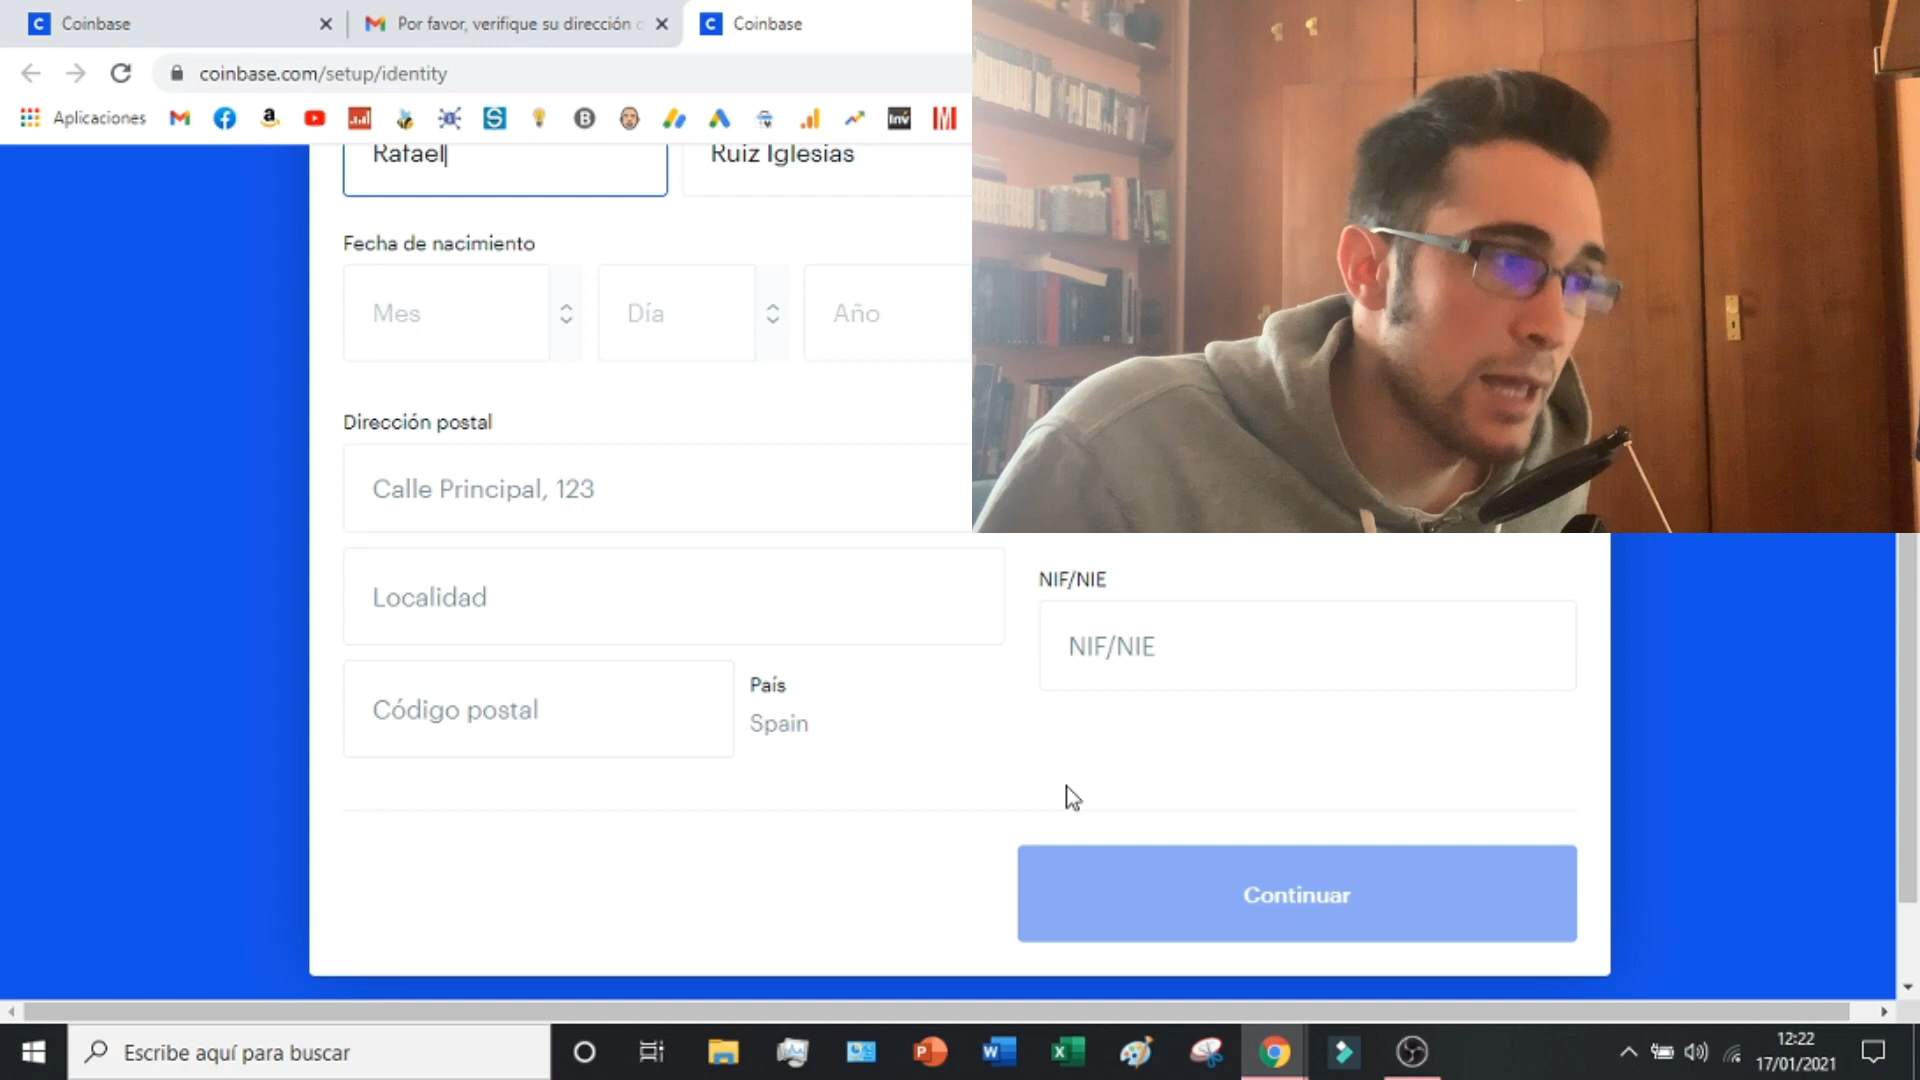 Coinbase
Por favor, verifique su dirección
Coinbase
coinbase.com/setup/identity
Aplicaciones
Inv
Rafael
Ruiz Iglesias
Fecha de nacimiento
Mes
Día
Año
Dirección postal
Calle Principal, 123
Localidad
NIF/NIE
NIF/NIE
Código postal
País
Spain
Continuar
Escribe aquí para buscar
12:22
17/01/2021